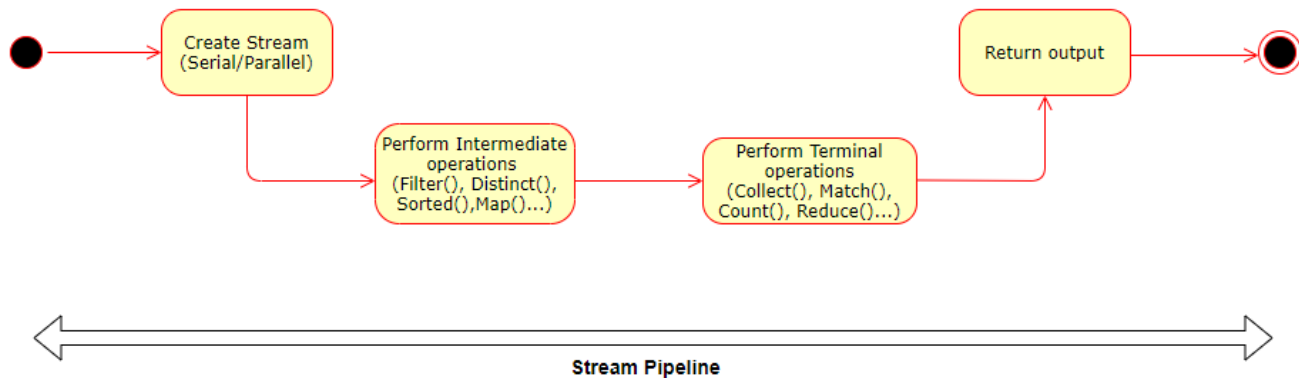 Create Stream
(Serial/Parallel)
Perform Intermediate
operations
(Filter(), Distinct(),
Sorted(),Map()...)
Perform Terminal
operations
(Collect(), Match(),
Count(), Reduce()...)
Return output
Stream Pipeline